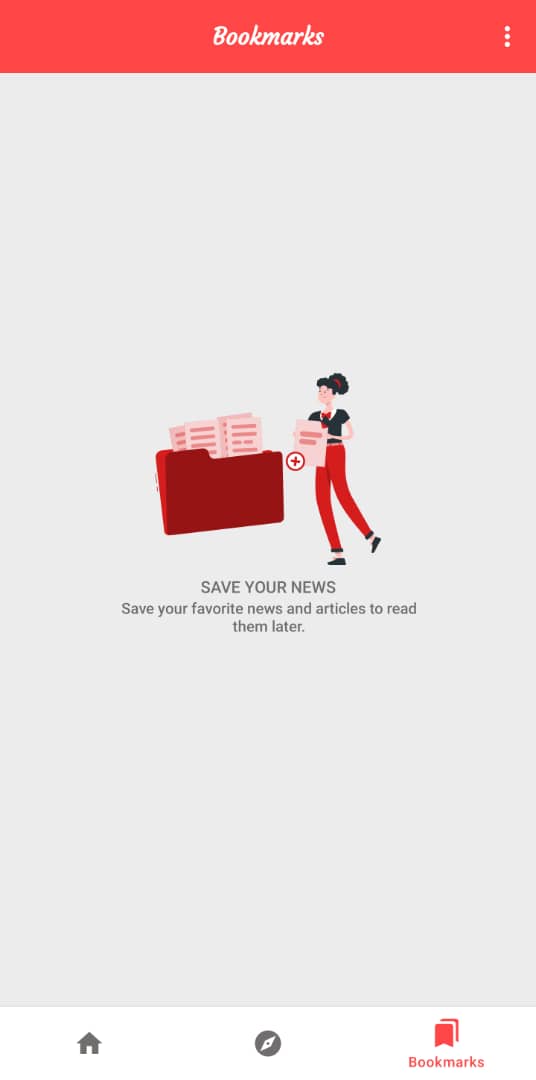 Bookmarks
SAVE YOUR NEWS
Save your favorite news and articles to read
them later.
Bookmarks